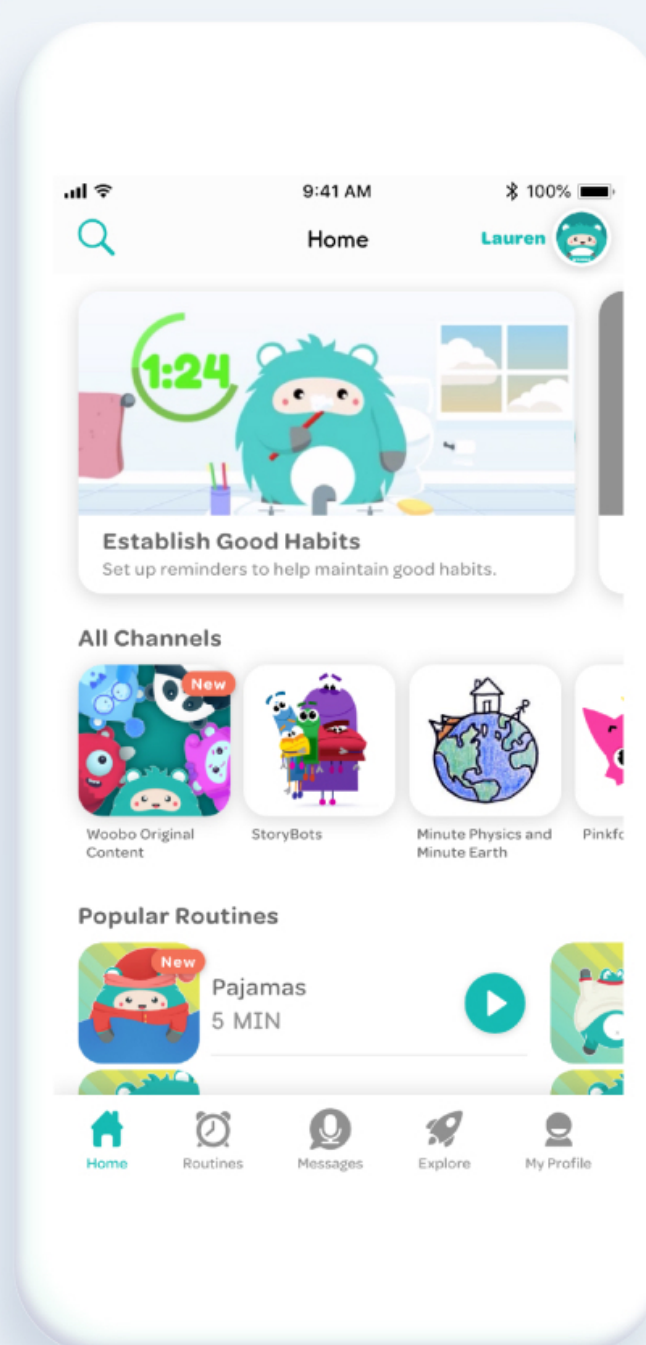 9:41 AM
100%
Home
Lauren
1:24
Establish Good Habits
Set up reminders to help maintain good habits.
All Channels
New
Woobo Original
Content
StoryBots
Minute Physics and
Minute Earth
Popular Routines
New
Pajamas
5 MIN
Home
Routines
Messages
Explore
My Profile